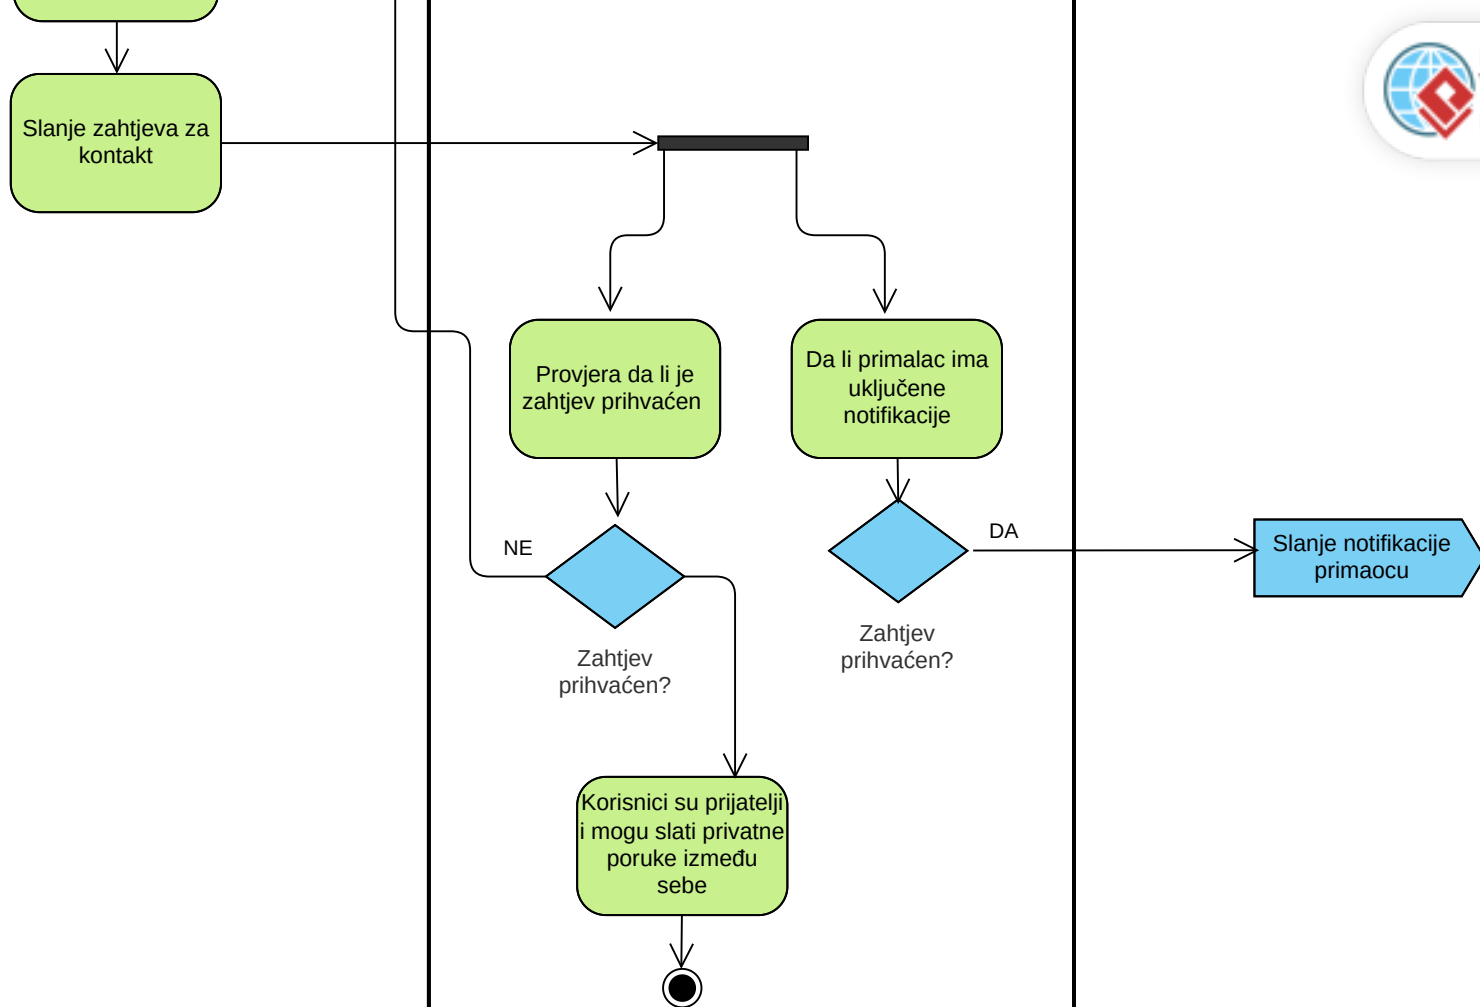 Slanje zahtjeva za
kontakt
Provjera da li je
zahtjev prihvaćen
Da li primalac ima
uključene
notifikacije
NE
DA
Slanje notifikacije
primaocu
Zahtjev
prihvaćen?
Zahtjev
prihvaćen?
Korisnici su prijatelji
i mogu slati privatne
poruke između
sebe